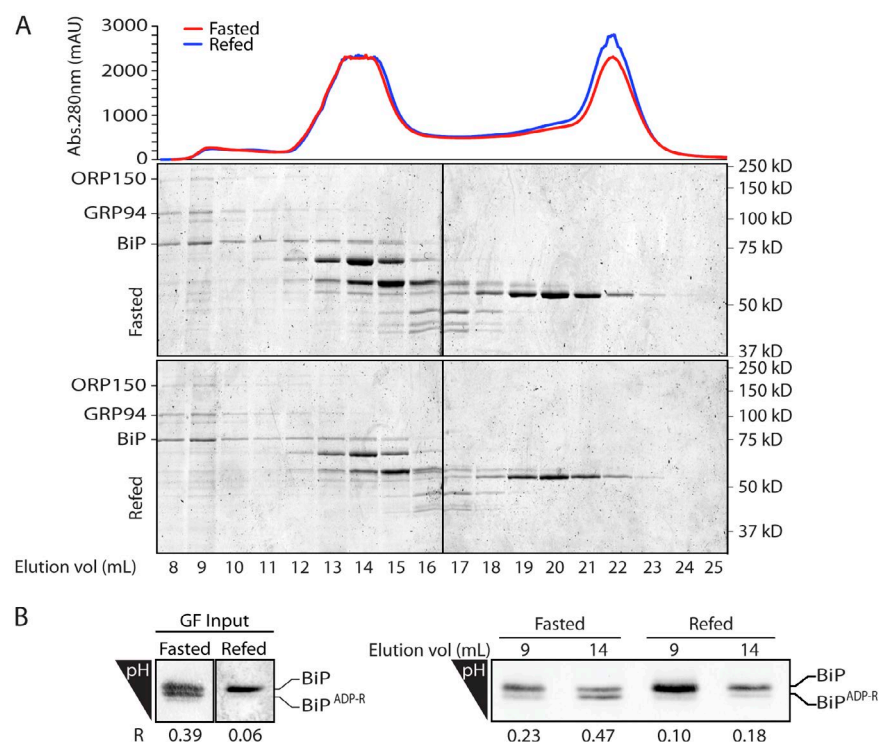 A
Abs.280nm (mAU)
3000
2000
1000
0
Fasted
Refed
ORP150
GRP94
BiP
Fasted
250 kD
150 kD
100 kD
75 kD
50 kD
37 kD
ORP150
GRP94
BiP
Refed
250 kD
150 kD
100 kD
75 kD
50 kD
37 kD
Elution vol (mL) 8 9 10 11 12 13 14 15 16 17 18 19 20 21 22 23 24 25
B
GF Input
Fasted Refed
pH
BiP
BiP ADP-R
R 0.39 0.06
Fasted Refed
Elution vol (mL) 9 14 9 14
pH
BiP
BiP ADP-R
0.23 0.47 0.10 0.18